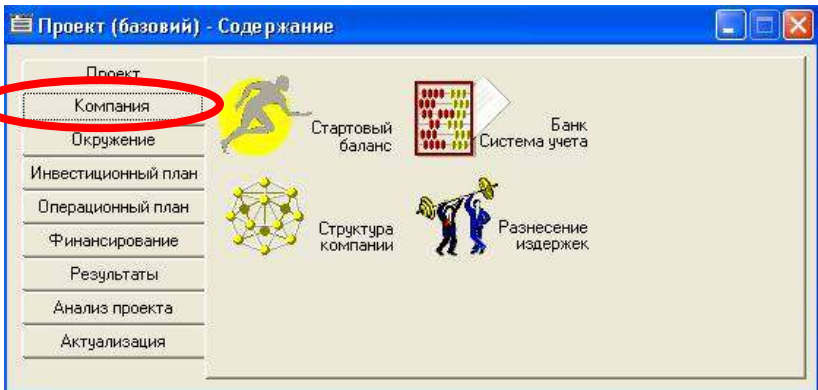 Проект (базовий) - Содержание
Проект
Компания
Окружение
Инвестиционный план
Операционный план
Финансирование
Результаты
Анализ проекта
Актуализация
Стартовый
баланс
Банк
Система учета
Структура
компании
Разнесение
издержек